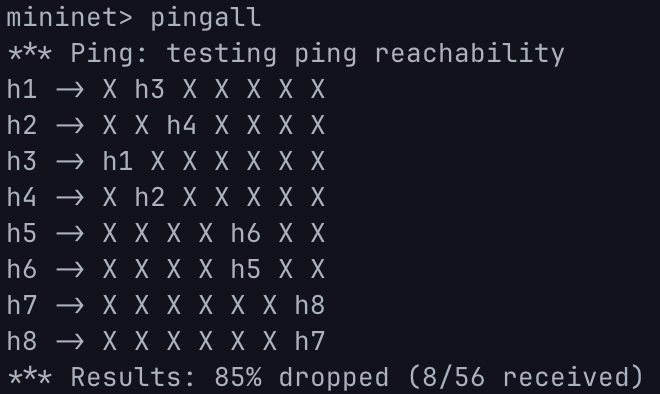 mininet> pingall
*** Ping: testing ping reachability
h1 -> X h3 X X X X X
h2 -> X X h4 X X X X
h3 -> h1 X X X X X X
h4 -> X h2 X X X X X
h5 -> X X X X h6 X X
h6 -> X X X X h5 X X
h7 -> X X X X X X h8
h8 -> X X X X X X h7
*** Results: 85% dropped (8/56 received)